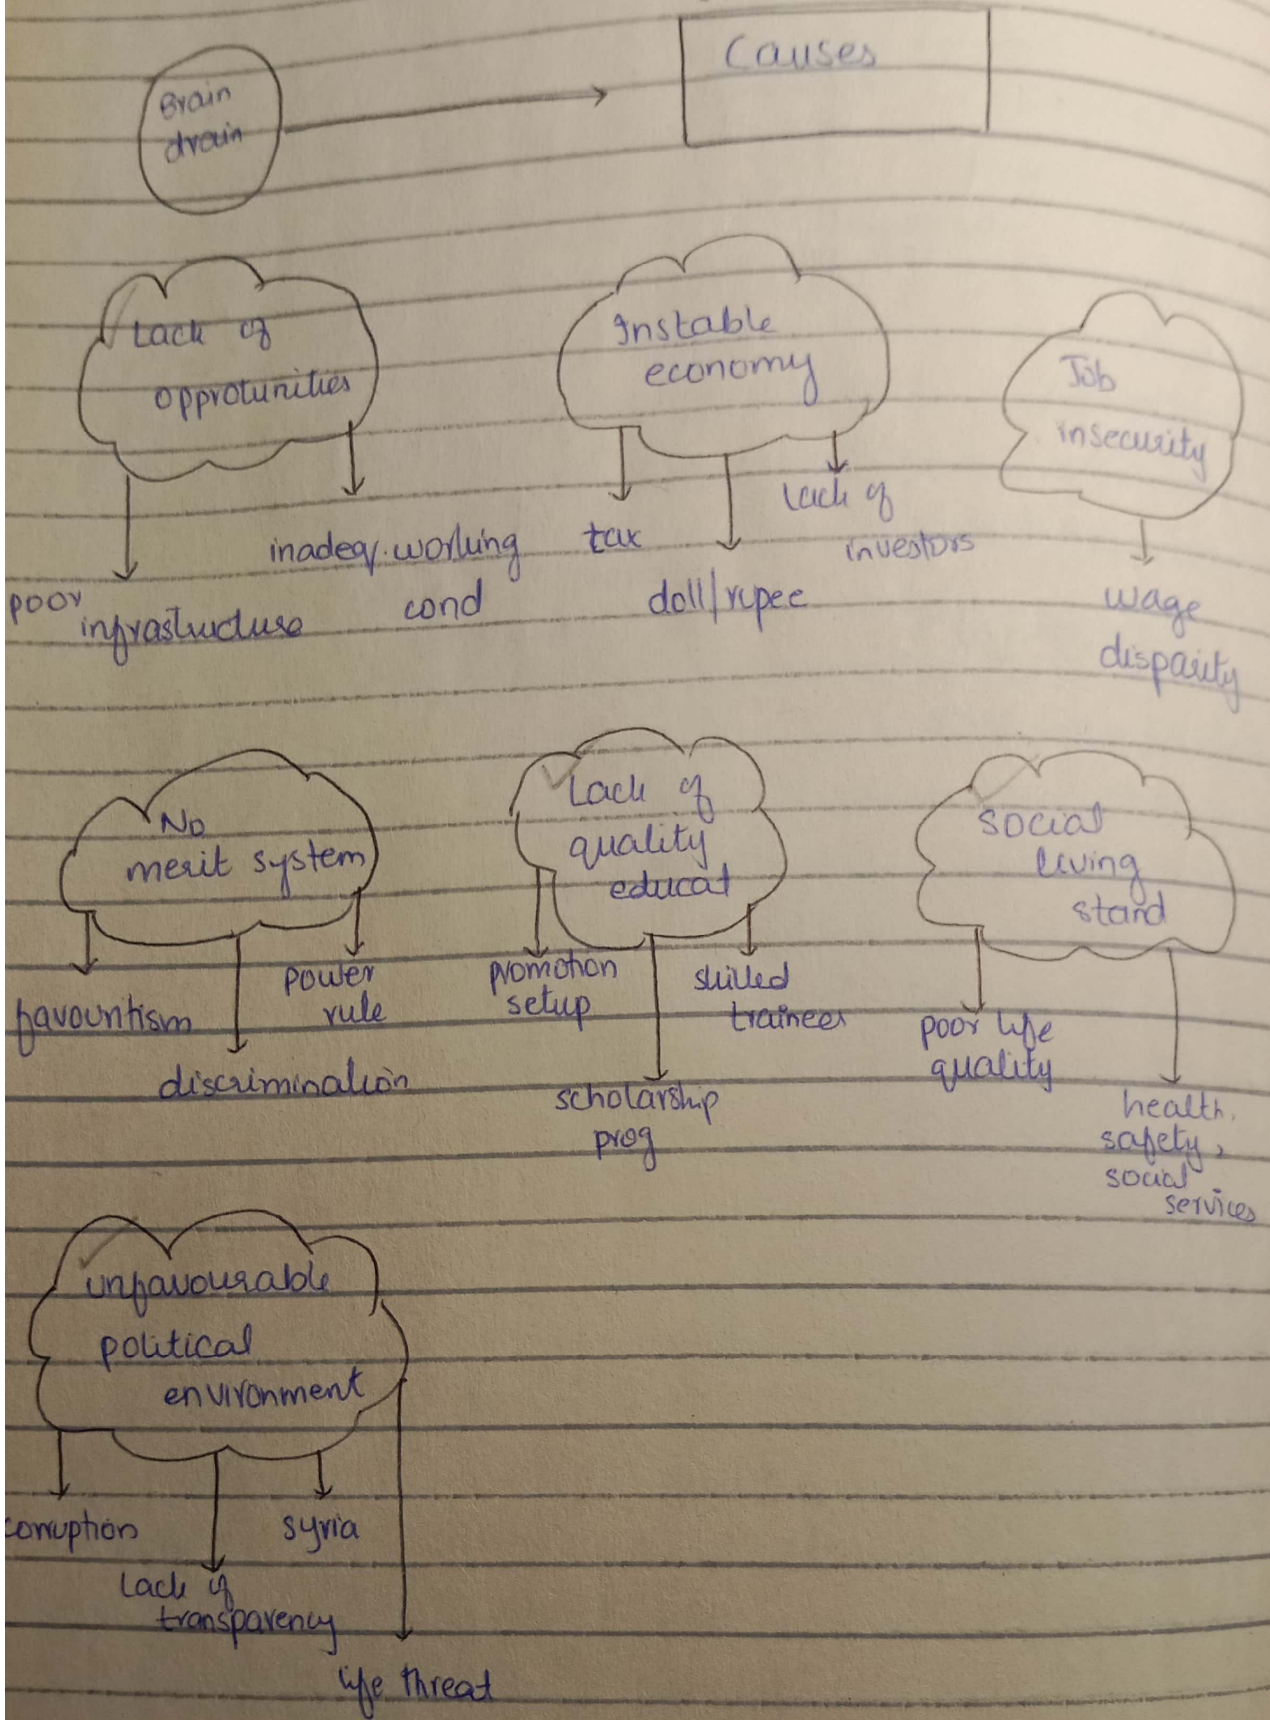 Brain
drain
Causes
Lack of
opprotunities
poor
infrastructure
inadeq. working
cond
Instable
economy
tax
doll/rupee
Lack of
investors
Job
insecurity
wage
disparity
No
merit system
favouritism
discrimination
power
rule
Lack of
quality
educat
promotion
setup
scholarship
prog
skilled
trainees
social
living
stand
poor life
quality
health,
safety,
social
services
unfavourable
political
environment
corruption
Lack of
transparency
syria
life threat